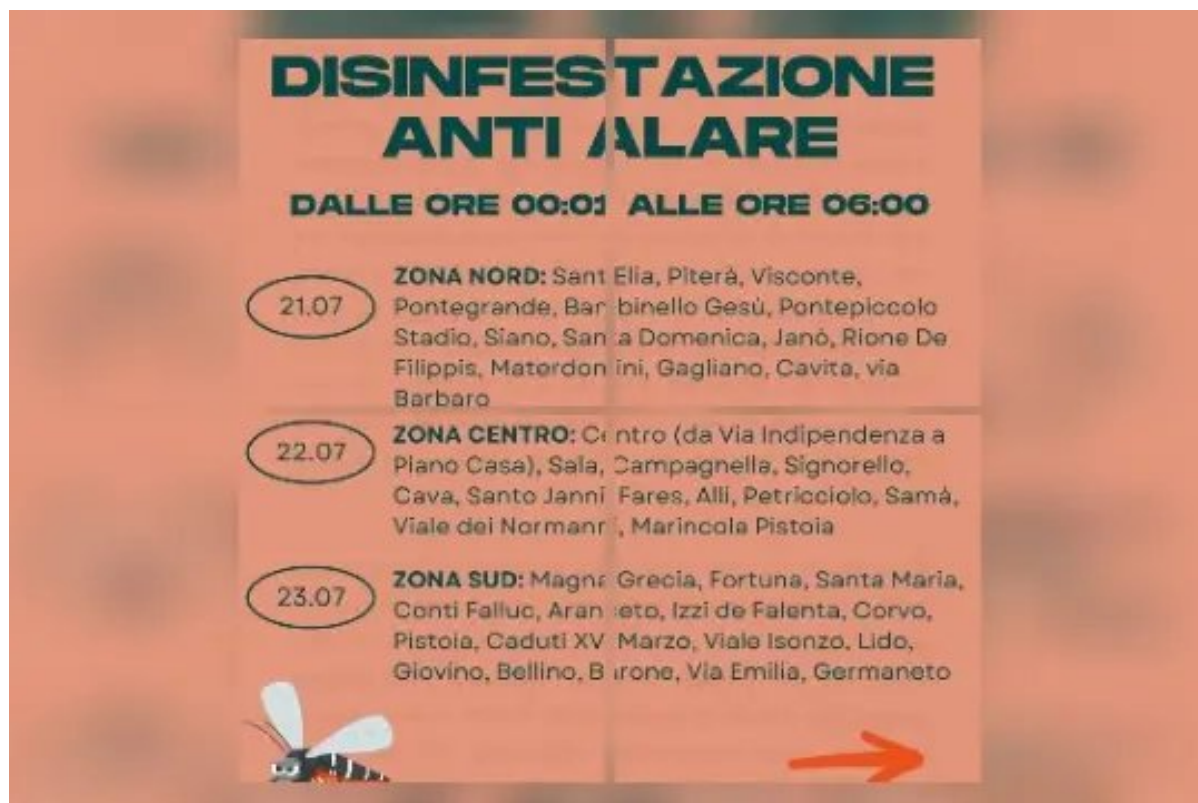 DISINFESTAZIONE
ANTI ALARE
DALLE ORE 00:01 ALLE ORE 06:00
21.07
ZONA NORD: Sant Elia, Piterà, Visconte,
Pontegrande, Bambinello Gesù, Pontepiccolo
Stadio, Siano, Santa Domenica, Janò, Rione De
Filippis, Materdomini, Gagliano, Cavita, via
Barbaro
22.07
ZONA CENTRO: Centro (da Via Indipendenza a
Piano Casa), Sala, Campagnella, Signorello,
Cava, Santo Janni Fares, Alli, Petricciolo, Samà,
Viale dei Normanni, Marincola Pistoia
23.07
ZONA SUD: Magna Grecia, Fortuna, Santa Maria,
Conti Falluc, Aranceto, Izzi de Falenta, Corvo,
Pistoia, Caduti XV Marzo, Viale Isonzo, Lido,
Giovino, Bellino, Barone, Via Emilia, Germaneto